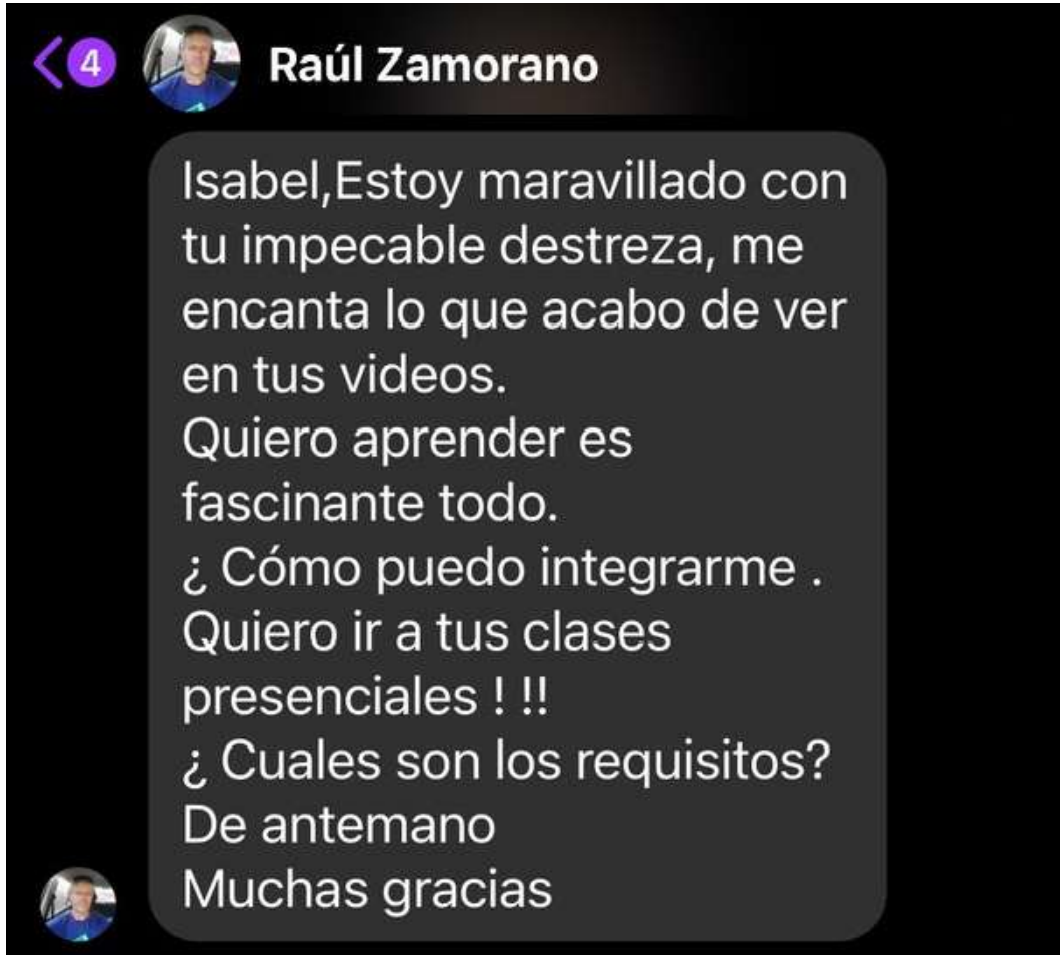 4
Raúl Zamorano
Isabel,Estoy maravillado con
tu impecable destreza, me
encanta lo que acabo de ver
en tus videos.
Quiero aprender es
fascinante todo.
¿ Cómo puedo integrarme .
Quiero ir a tus clases
presenciales ! !!
¿ Cuales son los requisitos?
De antemano
Muchas gracias